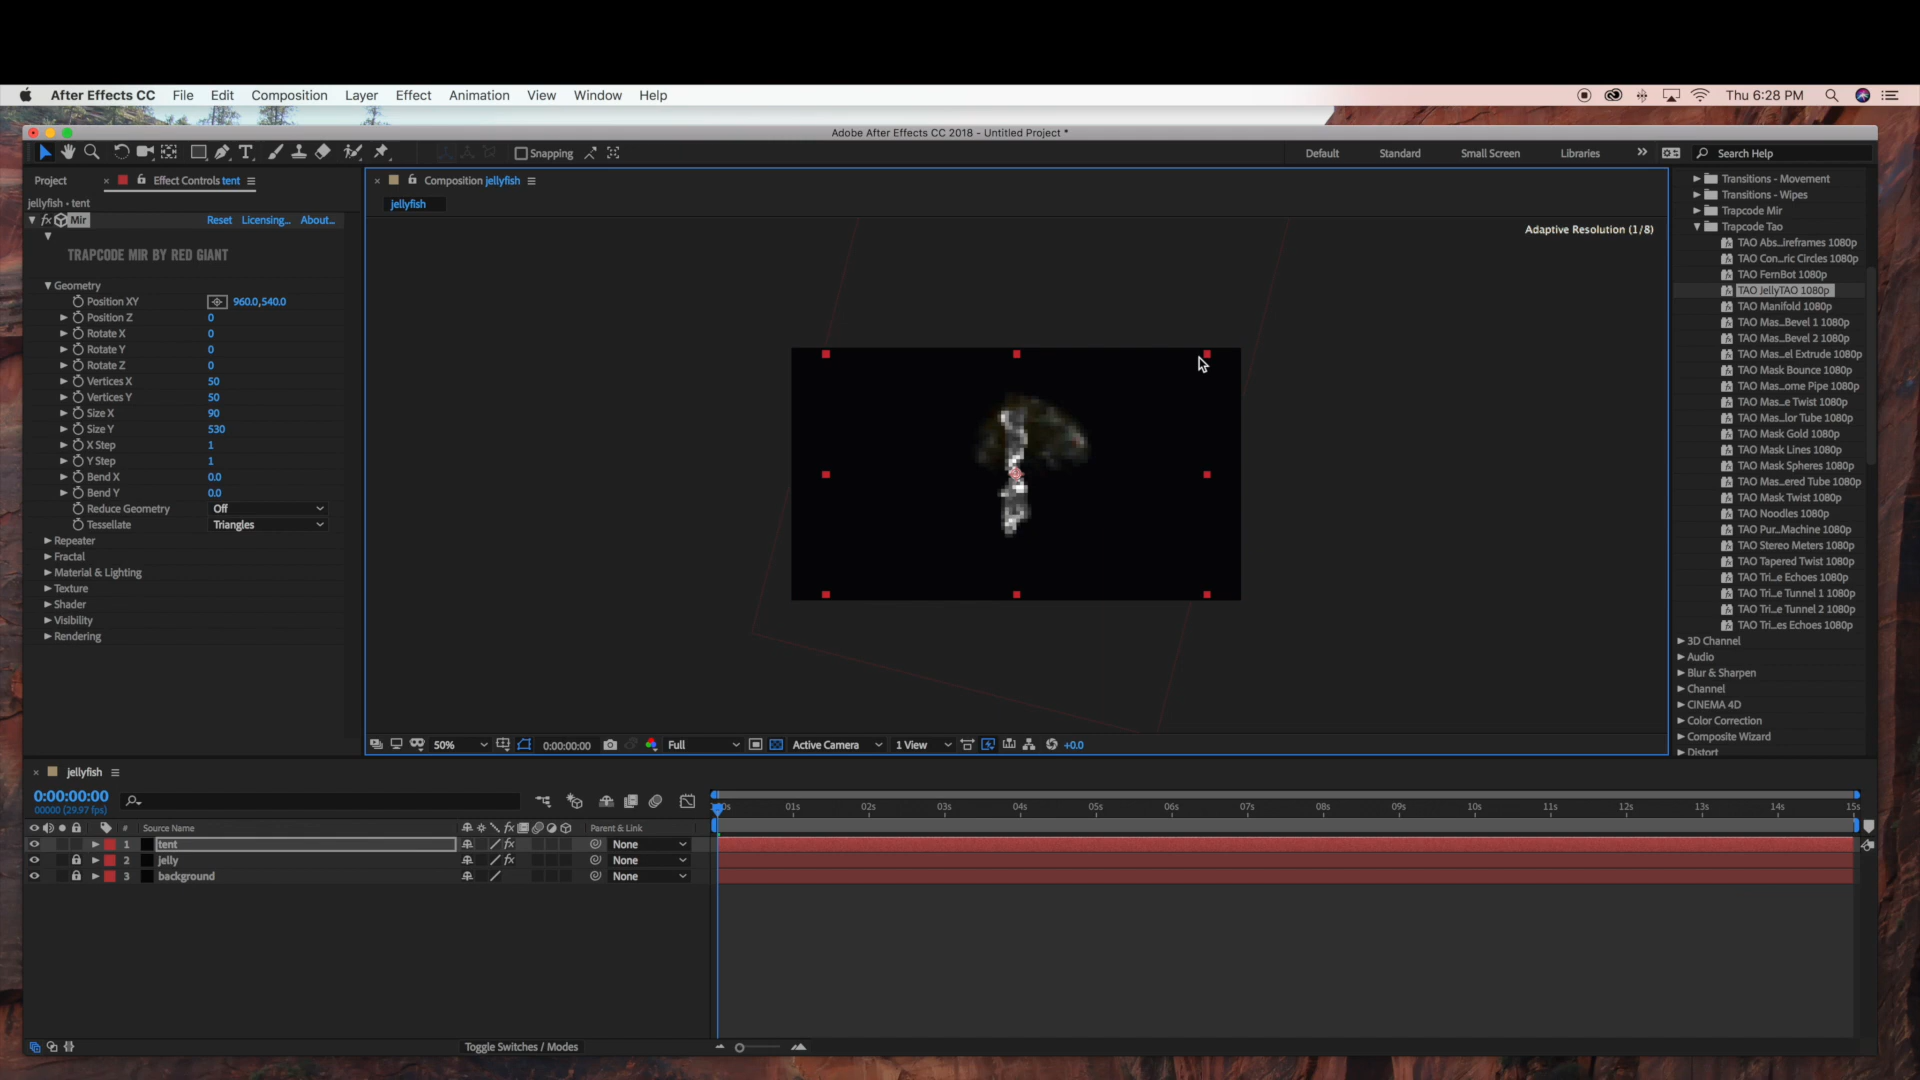 After Effects CC File Edit Composition Layer Effect Animation View Window Help Thu 6:28 PM
Adobe After Effects CC 2018 - Untitled Project *
Snapping Default Standard Small Screen Libraries Search Help
Project Effect Controls tent
jellyfish • tent
fx Mir Reset Licensing... About...
TRAPCODE MIR BY RED GIANT
Geometry
Position XY 960.0,540.0
Position Z 0
Rotate X 0
Rotate Y 0
Rotate Z 0
Vertices X 50
Vertices Y 50
Size X 90
Size Y 530
X Step 1
Y Step 1
Bend X 0.0
Bend Y 0.0
Reduce Geometry Off
Tessellate Triangles
Repeater
Fractal
Material & Lighting
Texture
Shader
Visibility
Rendering
Composition jellyfish
jellyfish
Adaptive Resolution (1/8)
50% 0:00:00:00 Full Active Camera 1 View +0.0
Transitions - Movement
Transitions - Wipes
Trapcode Mir
Trapcode Tao
TAO Abs...ireframes 1080p
TAO Con...ric Circles 1080p
TAO FernBot 1080p
TAO JellyTAO 1080p
TAO Manifold 1080p
TAO Mas...Bevel 1 1080p
TAO Mas...Bevel 2 1080p
TAO Mas...el Extrude 1080p
TAO Mask Bounce 1080p
TAO Mas...ome Pipe 1080p
TAO Mas...e Twist 1080p
TAO Mas...lor Tube 1080p
TAO Mask Gold 1080p
TAO Mask Lines 1080p
TAO Mask Spheres 1080p
TAO Mas...ered Tube 1080p
TAO Mask Twist 1080p
TAO Noodles 1080p
TAO Pur...Machine 1080p
TAO Stereo Meters 1080p
TAO Tapered Twist 1080p
TAO Tri...e Echoes 1080p
TAO Tri...e Tunnel 1 1080p
TAO Tri...e Tunnel 2 1080p
TAO Tri...es Echoes 1080p
3D Channel
Audio
Blur & Sharpen
Channel
CINEMA 4D
Color Correction
Composite Wizard
Distort
jellyfish
0:00:00:00
00000 (29.97 fps)
01s 02s 03s 04s 05s 06s 07s 08s 09s 10s 11s 12s 13s 14s 15s
# Source Name fx Parent & Link
1 tent fx None
2 jelly fx None
3 background None
Toggle Switches / Modes